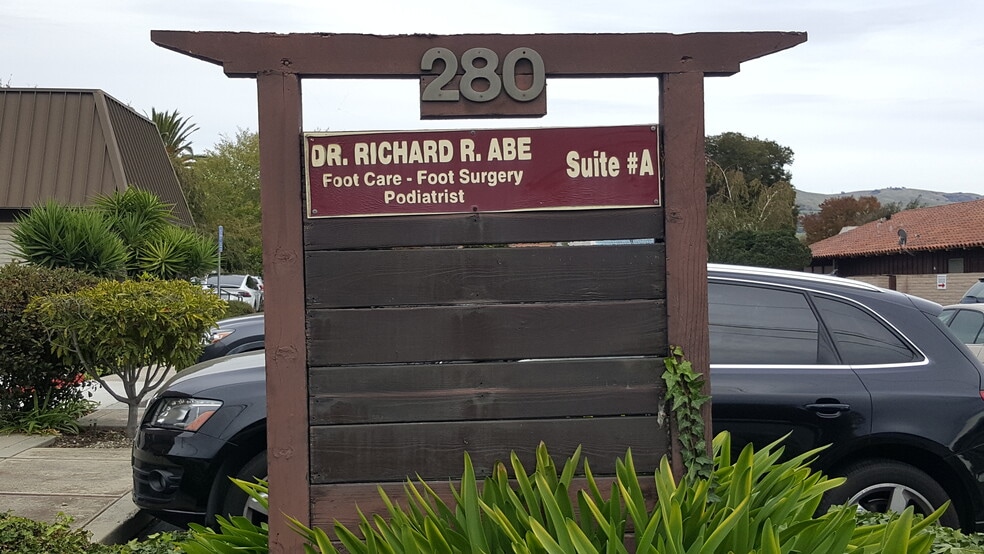 280
DR. RICHARD R. ABE
Foot Care - Foot Surgery
Podiatrist
Suite #A